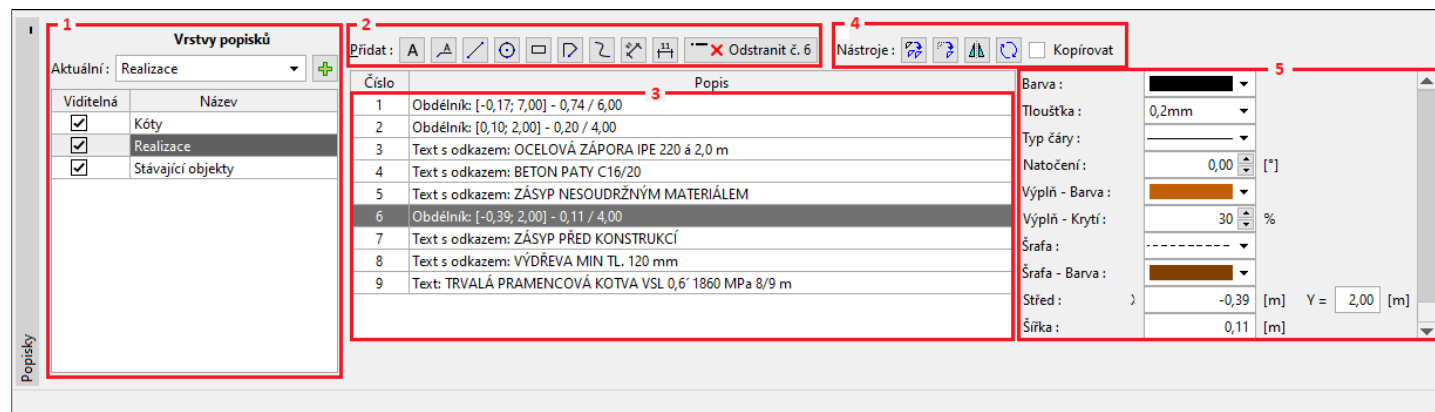 1
Vrstvy popisků
Aktuální : Realizace
Viditelná Název
Kóty
Realizace
Stávající objekty
2
Přidat : A A 11 Odstranit č. 6
4
Nástroje : Kopírovat
Číslo Popis
3
1 Obdélník: [-0,17; 7,00] - 0,74 / 6,00
2 Obdélník: [0,10; 2,00] - 0,20 / 4,00
3 Text s odkazem: OCELOVÁ ZÁPORA IPE 220 á 2,0 m
4 Text s odkazem: BETON PATY C16/20
5 Text s odkazem: ZÁSYP NESOUDRŽNÝM MATERIÁLEM
6 Obdélník: [-0,39; 2,00] - 0,11 / 4,00
7 Text s odkazem: ZÁSYP PŘED KONSTRUKCÍ
8 Text s odkazem: VÝDŘEVA MIN TL. 120 mm
9 Text: TRVALÁ PRAMENCOVÁ KOTVA VSL 0,6´ 1860 MPa 8/9 m
5
Barva :
Tloušťka : 0,2mm
Typ čáry :
Natočení : 0,00 [°]
Výplň - Barva :
Výplň - Krytí : 30 %
Šrafa :
Šrafa - Barva :
Střed : -0,39 [m] Y = 2,00 [m]
Šířka : 0,11 [m]
Popisky